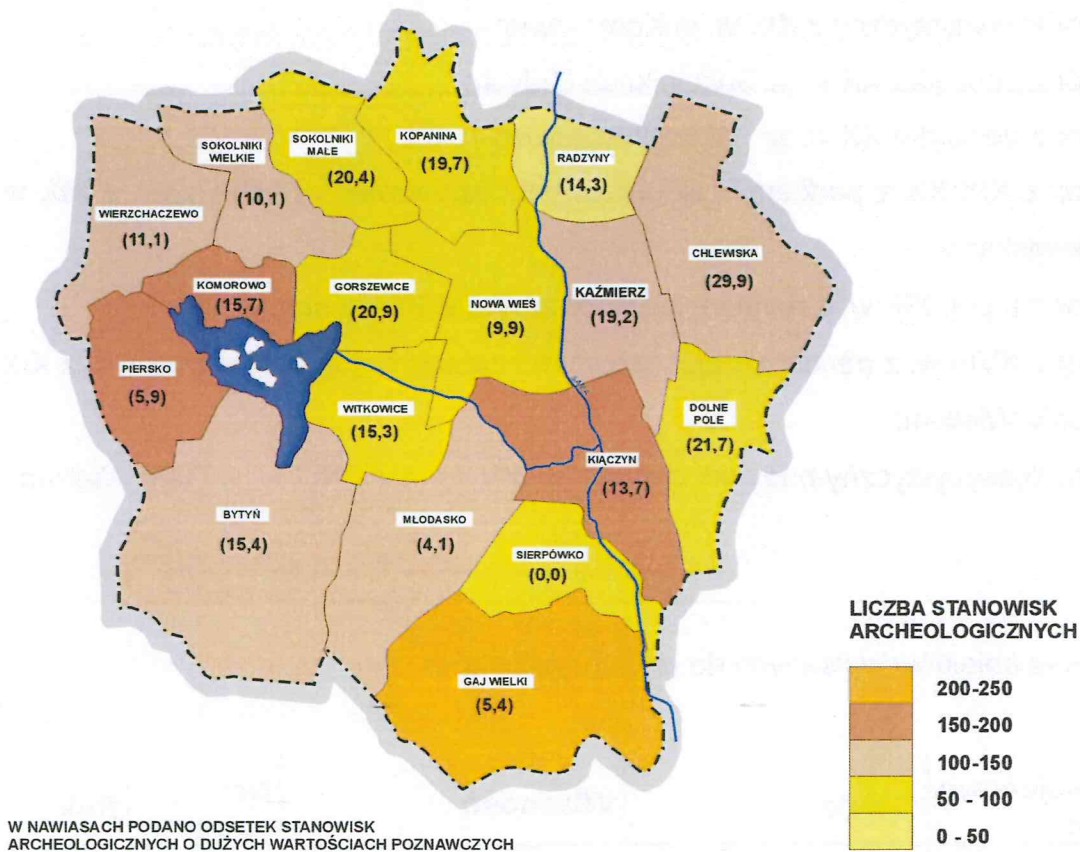 SOKOLNIKI
WIELKIE
(10,1)
SOKOLNIKI
MAŁE
(20,4)
KOPANINA
(19,7)
RADZYNY
(14,3)
WIERZCHACZEWO
(11,1)
CHLEWISKA
(29,9)
KOMOROWO
(15,7)
GORSZEWICE
(20,9)
NOWA WIEŚ
(9,9)
KAŹMIERZ
(19,2)
PIERSKO
(5,9)
WITKOWICE
(15,3)
DOLNE
POLE
(21,7)
KIĄCZYN
(13,7)
BYTYŃ
(15,4)
MŁODASKO
(4,1)
SIERPÓWKO
(0,0)
GAJ WIELKI
(5,4)
LICZBA STANOWISK
ARCHEOLOGICZNYCH
200-250
150-200
100-150
50 - 100
0 - 50
W NAWIASACH PODANO ODSETEK STANOWISK
ARCHEOLOGICZNYCH O DUŻYCH WARTOŚCIACH POZNAWCZYCH